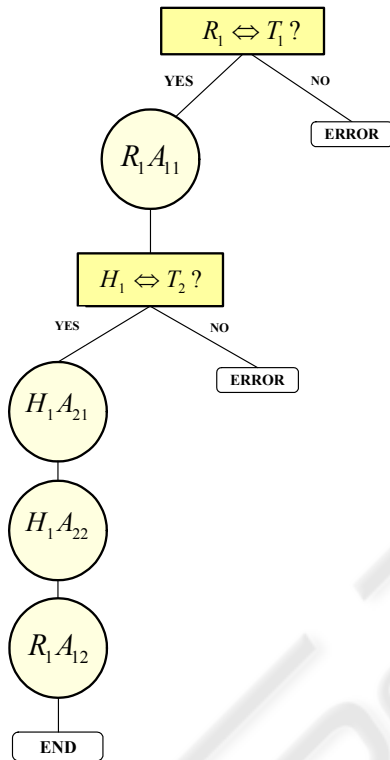 R₁ ⇔ T₁ ?
YES
NO
ERROR
R₁A₁₁
H₁ ⇔ T₂ ?
YES
NO
ERROR
H₁A₂₁
H₁A₂₂
R₁A₁₂
END